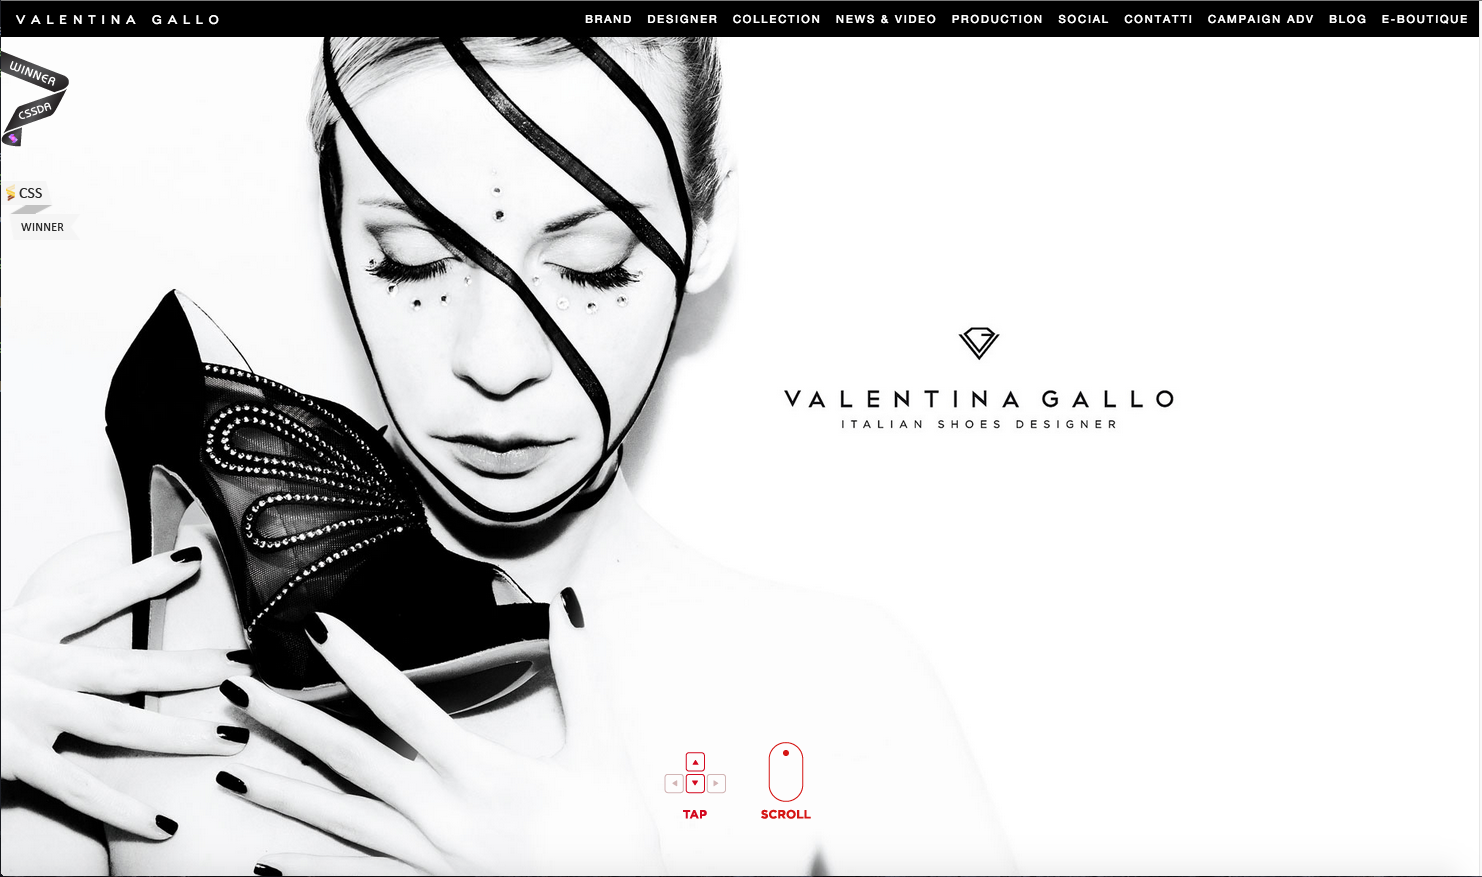 VALENTINA GALLO
BRAND DESIGNER COLLECTION NEWS & VIDEO PRODUCTION SOCIAL CONTATTI CAMPAIGN ADV BLOG E-BOUTIQUE
WINNER
CSSDA
CSS
WINNER
VALENTINA GALLO
ITALIAN SHOES DESIGNER
TAP
SCROLL